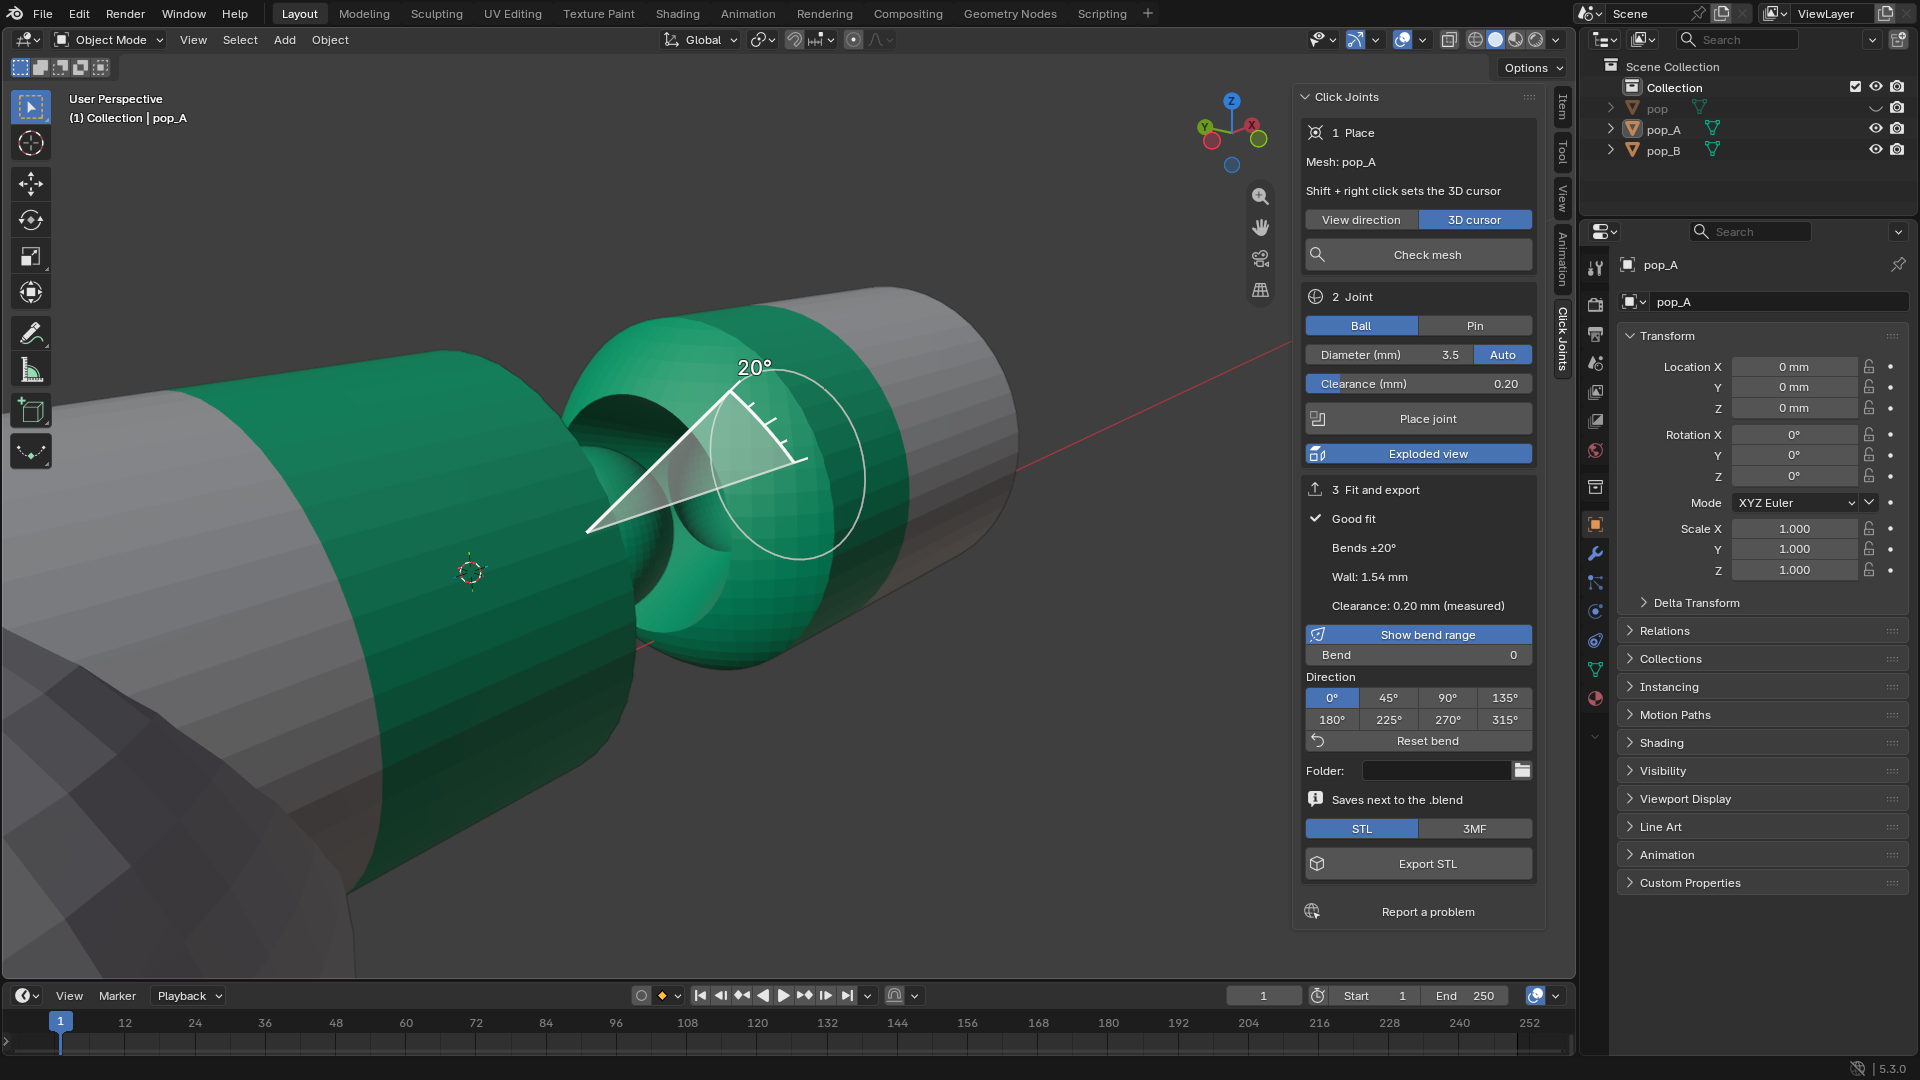 File Edit Render Window Help Layout Modeling Sculpting UV Editing Texture Paint Shading Animation Rendering Compositing Geometry Nodes Scripting + Scene ViewLayer
Object Mode View Select Add Object Global Search
Options
User Perspective
(1) Collection | pop_A
Z
Y
X
20°
Click Joints
1 Place
Mesh: pop_A
Shift + right click sets the 3D cursor
View direction 3D cursor
Check mesh
2 Joint
Ball Pin
Diameter (mm) 3.5 Auto
Clearance (mm) 0.20
Place joint
Exploded view
3 Fit and export
Good fit
Bends ±20°
Wall: 1.54 mm
Clearance: 0.20 mm (measured)
Show bend range
Bend 0
Direction
0° 45° 90° 135°
180° 225° 270° 315°
Reset bend
Folder:
Saves next to the .blend
STL 3MF
Export STL
Report a problem
Item
Tool
View
Animation
Click Joints
Scene Collection
Collection
pop
pop_A
pop_B
Search
pop_A
pop_A
Transform
Location X 0 mm
Y 0 mm
Z 0 mm
Rotation X 0°
Y 0°
Z 0°
Mode XYZ Euler
Scale X 1.000
Y 1.000
Z 1.000
Delta Transform
Relations
Collections
Instancing
Motion Paths
Shading
Visibility
Viewport Display
Line Art
Animation
Custom Properties
View Marker Playback 1 Start 1 End 250
1 12 24 36 48 60 72 84 96 108 120 132 144 156 168 180 192 204 216 228 240 252
5.3.0